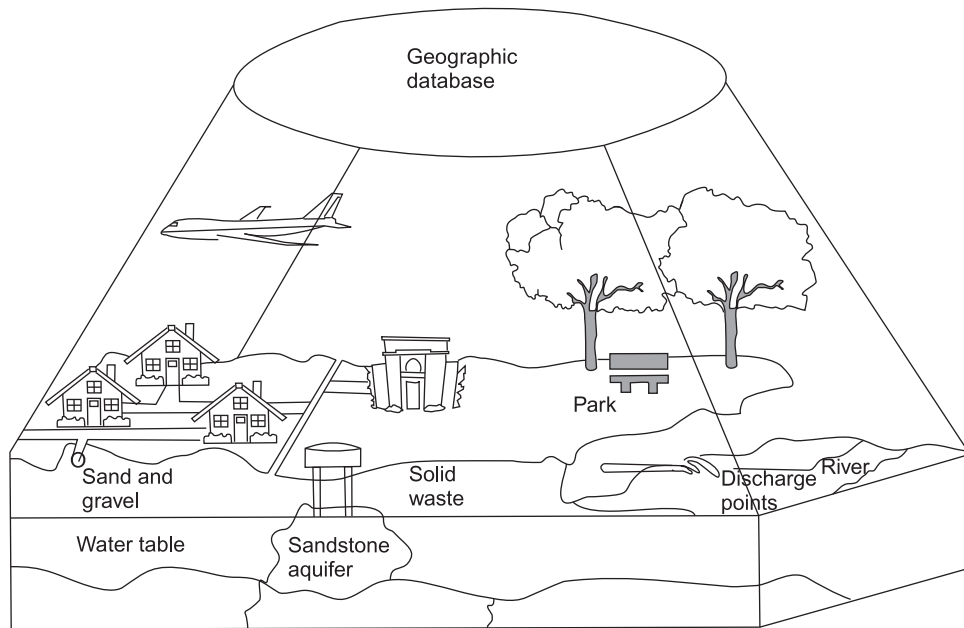 Geographic
database
Park
Sand and
gravel
Solid
waste
Discharge
points
River
Water table
Sandstone
aquifer